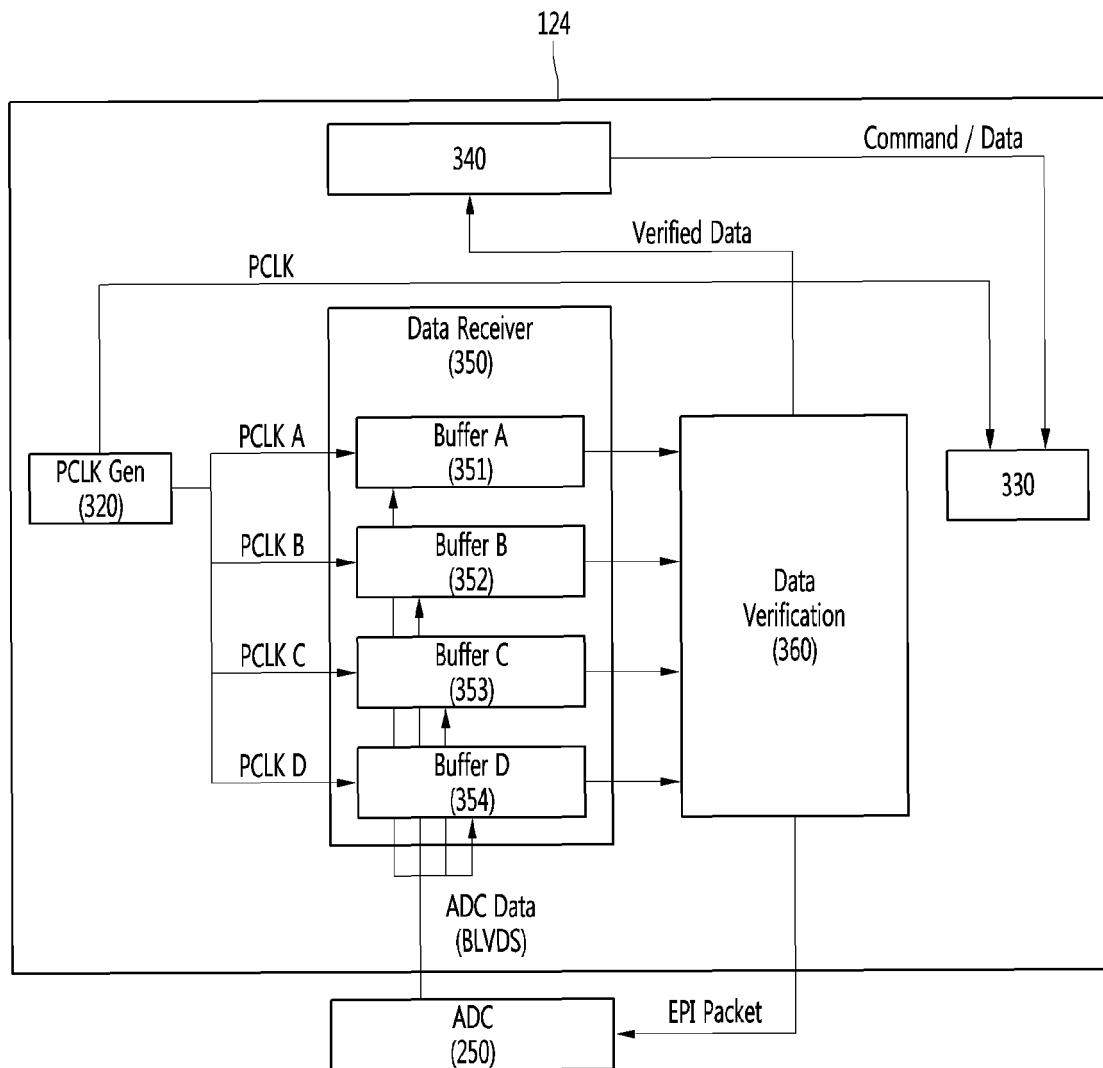 124
340
Command / Data
Verified Data
PCLK
Data Receiver
(350)
PCLK A
Buffer A
(351)
PCLK Gen
(320)
330
PCLK B
Buffer B
(352)
Data
Verification
(360)
PCLK C
Buffer C
(353)
PCLK D
Buffer D
(354)
ADC Data
(BLVDS)
ADC
(250)
EPI Packet